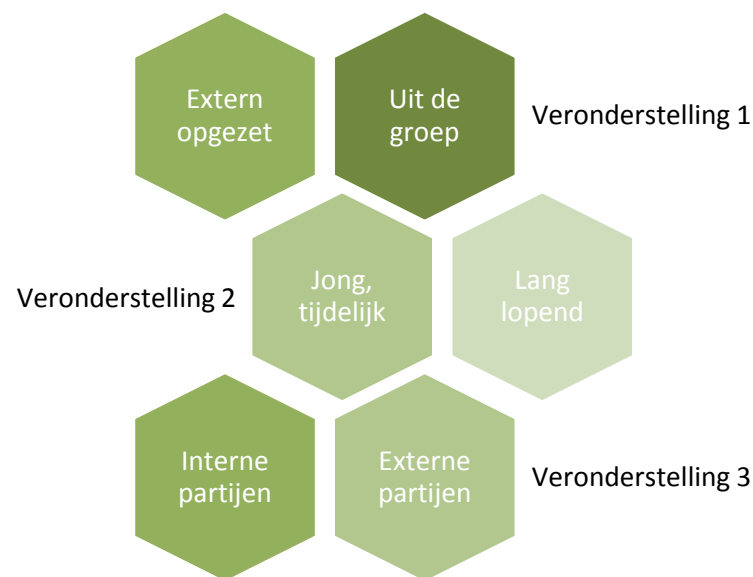 Extern
opgezet
Uit de
groep
Veronderstelling 1
Veronderstelling 2
Jong,
tijdelijk
Lang
lopend
Interne
partijen
Externe
partijen
Veronderstelling 3